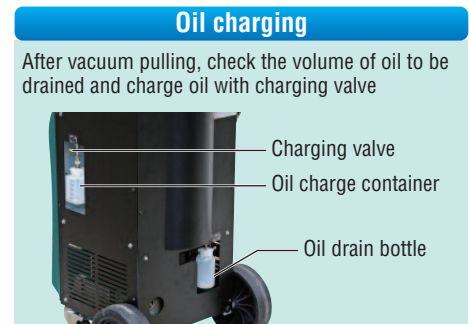 Oil charging
After vacuum pulling, check the volume of oil to be
drained and charge oil with charging valve
Charging valve
Oil charge container
Oil drain bottle